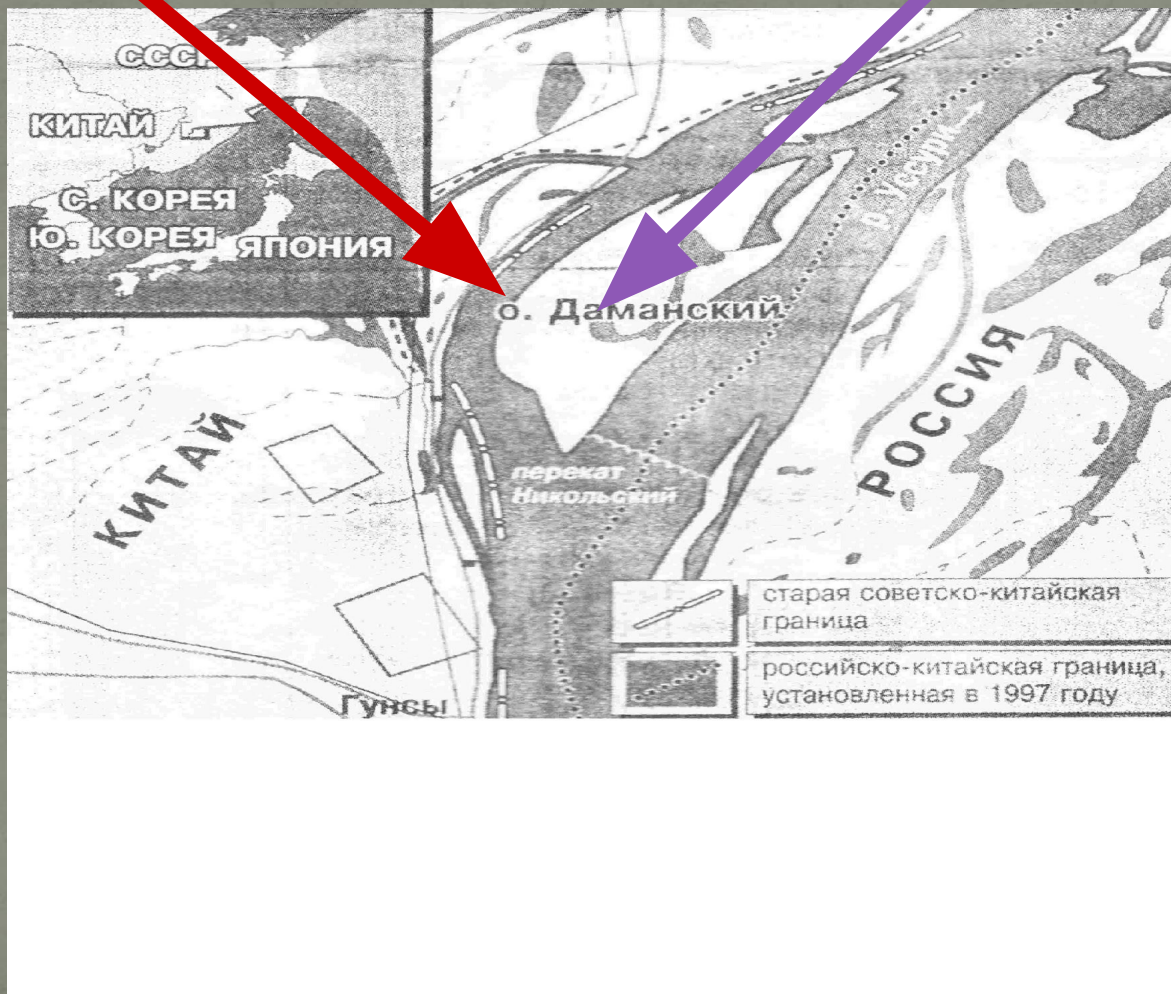 СССР
КИТАЙ
С. КОРЕЯ
Ю. КОРЕЯ
ЯПОНИЯ
р. Уссури
о. Даманский
КИТАЙ
РОССИЯ
перекат
Никольский
старая советско-китайская
граница
российско-китайская граница,
установленная в 1997 году
Гунсы